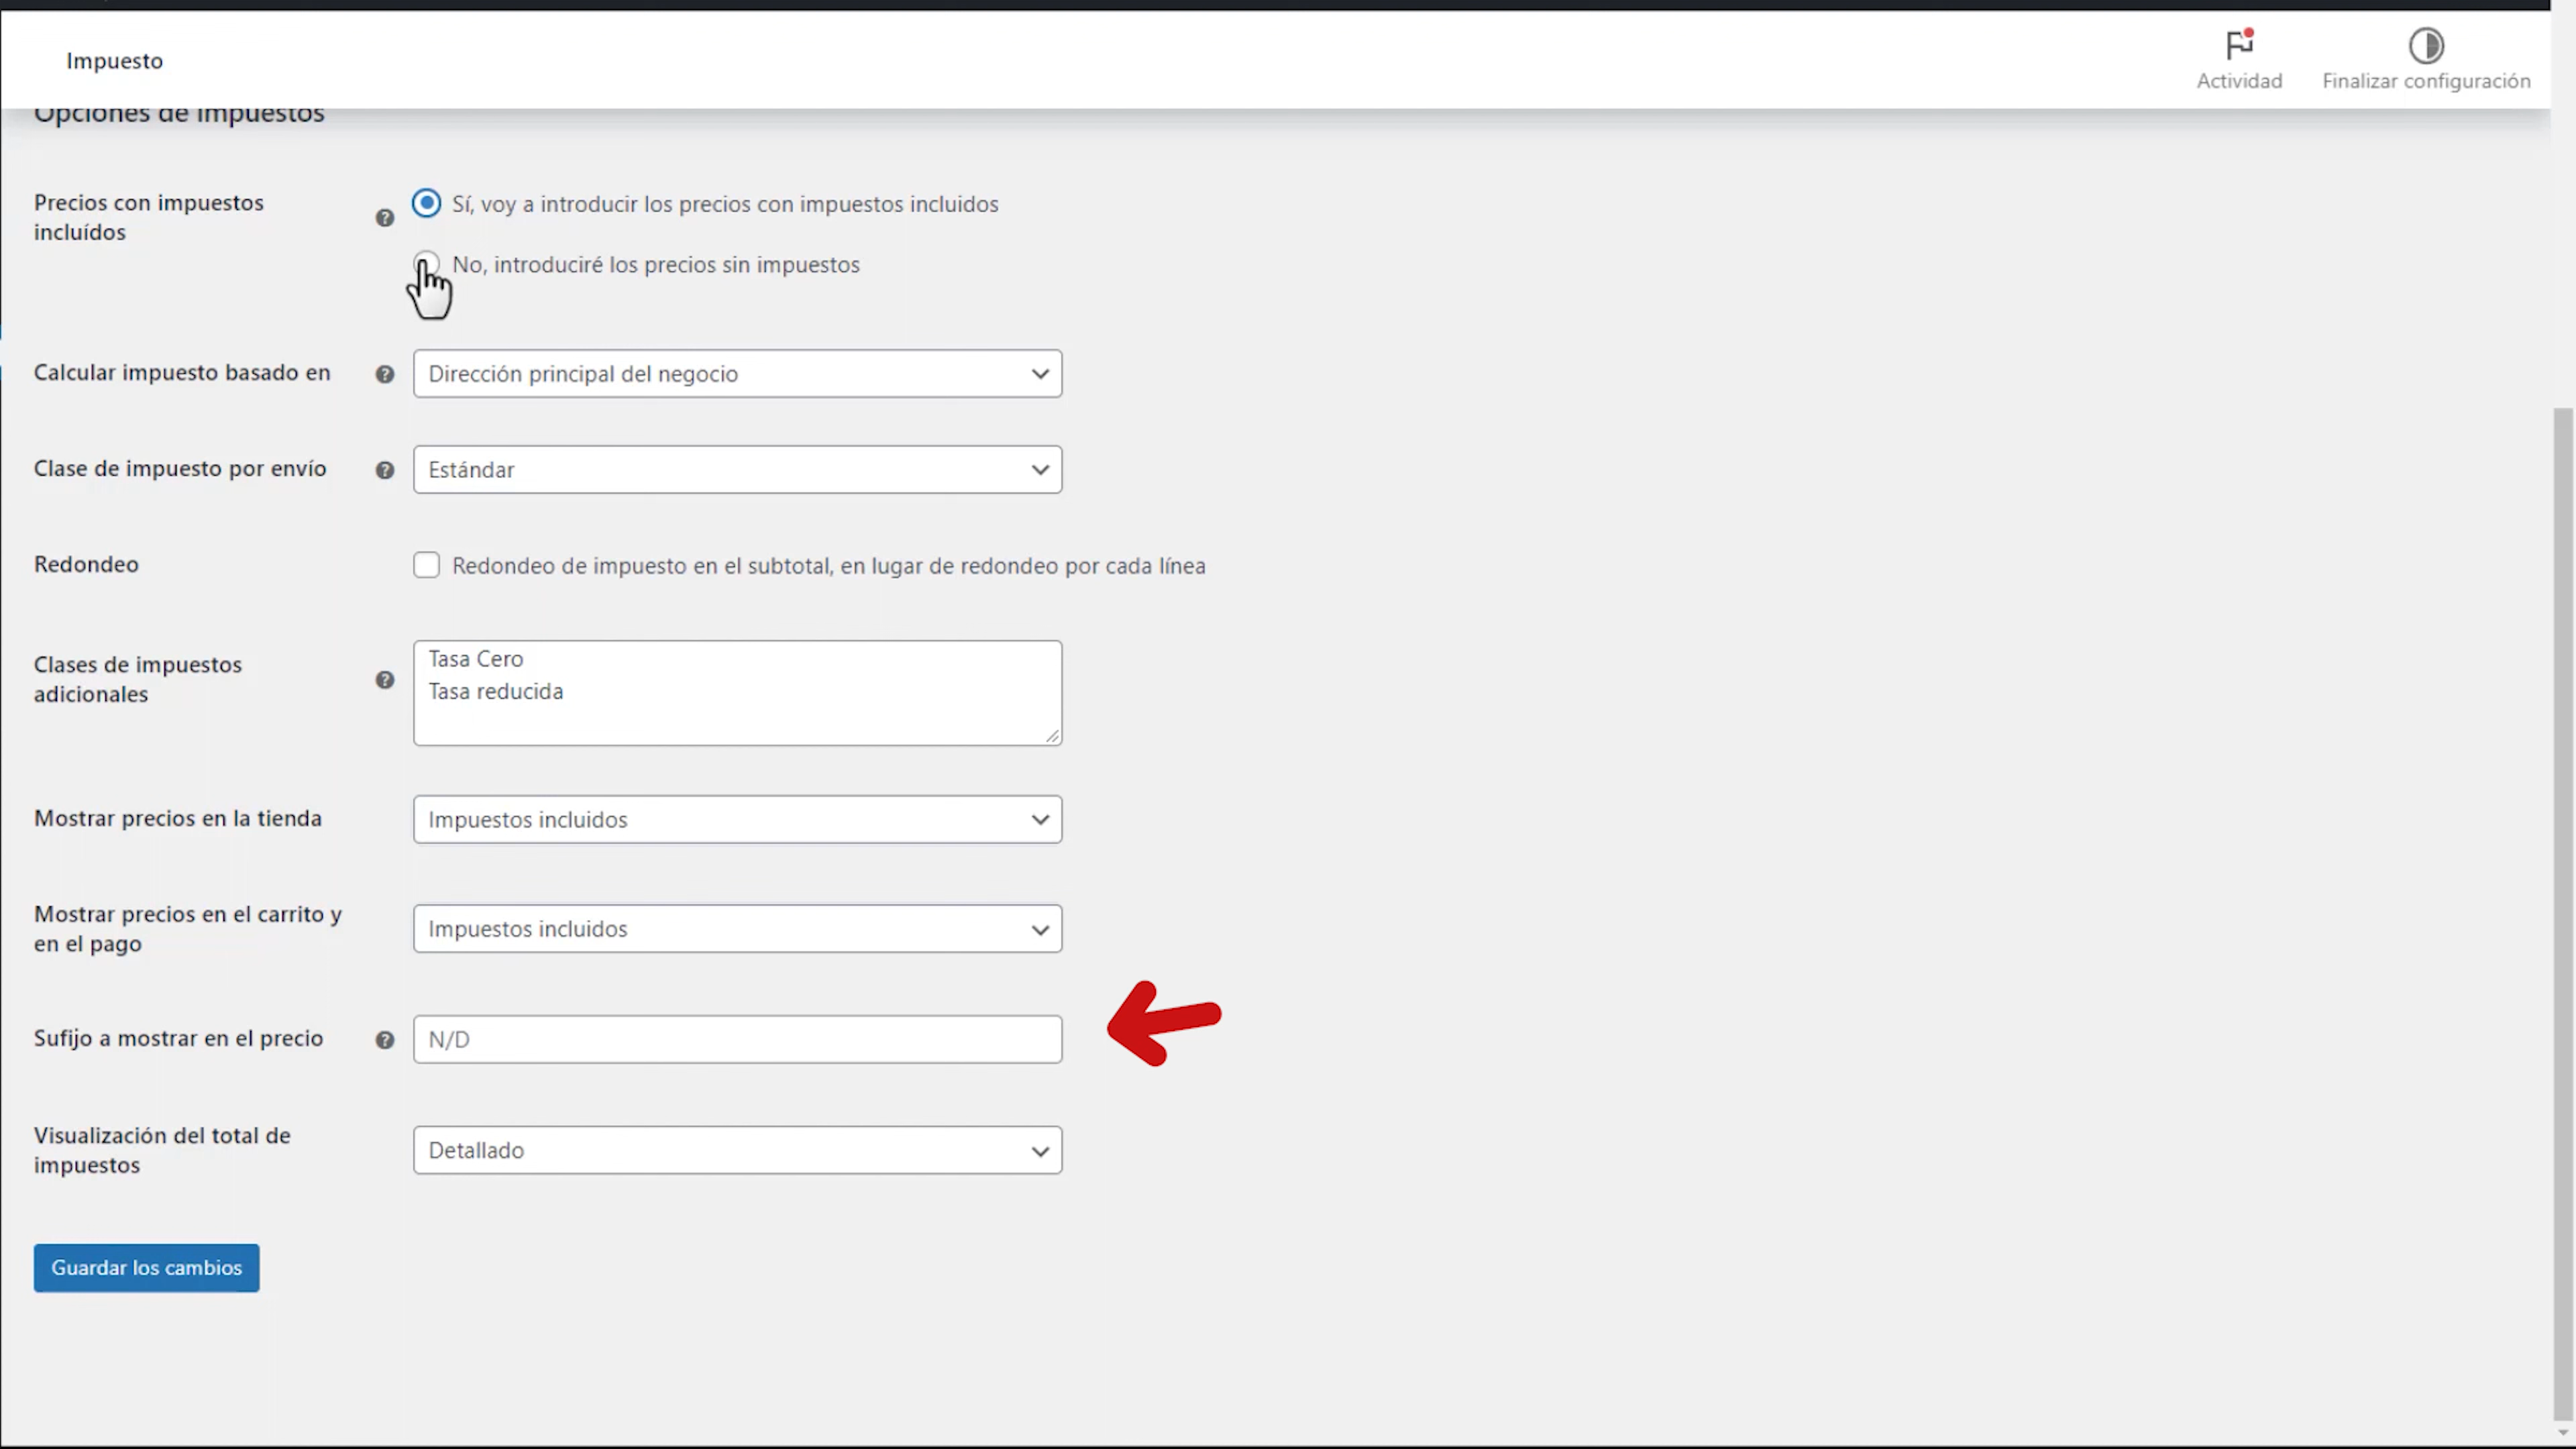 Impuesto
Actividad
Finalizar configuración
Opciones de impuestos
Precios con impuestos
incluídos
Sí, voy a introducir los precios con impuestos incluidos
No, introduciré los precios sin impuestos
Calcular impuesto basado en
Dirección principal del negocio
Clase de impuesto por envío
Estándar
Redondeo
Redondeo de impuesto en el subtotal, en lugar de redondeo por cada línea
Clases de impuestos
adicionales
Tasa Cero
Tasa reducida
Mostrar precios en la tienda
Impuestos incluidos
Mostrar precios en el carrito y
en el pago
Impuestos incluidos
Sufijo a mostrar en el precio
N/D
Visualización del total de
impuestos
Detallado
Guardar los cambios